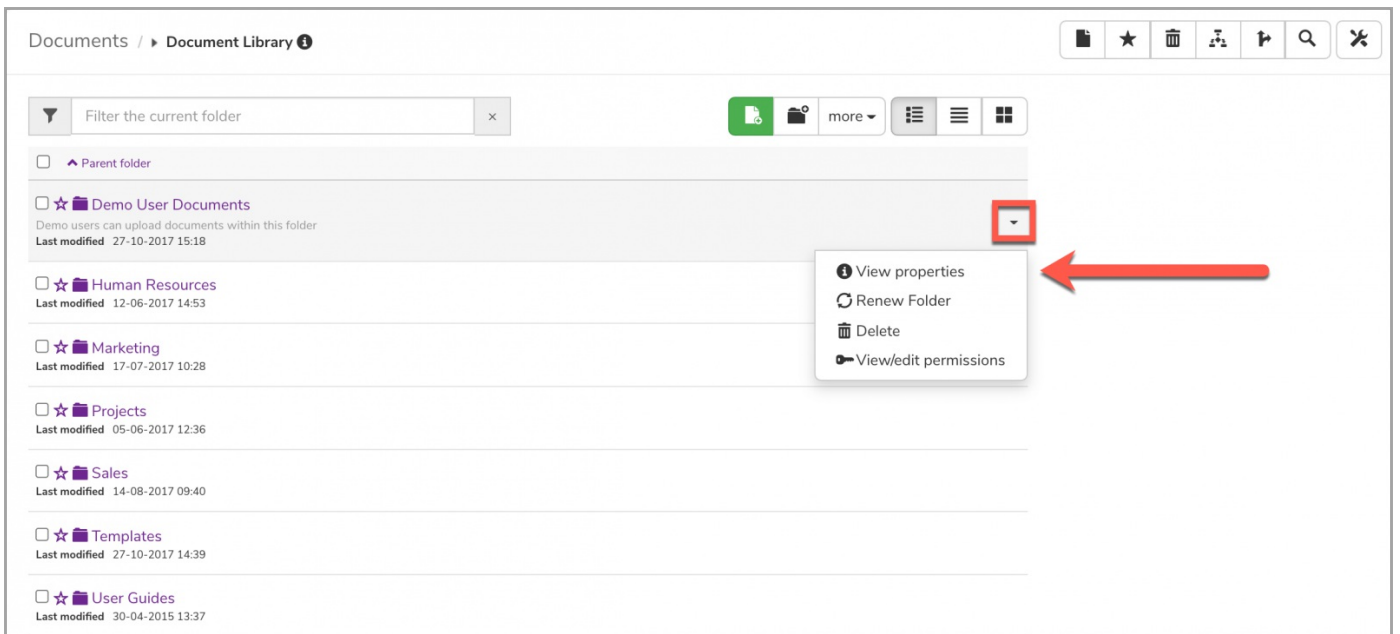 Documents / Document Library
Filter the current folder ×
more
Parent folder
Demo User Documents
Demo users can upload documents within this folder
Last modified 27-10-2017 15:18
View properties
Renew Folder
Delete
View/edit permissions
Human Resources
Last modified 12-06-2017 14:53
Marketing
Last modified 17-07-2017 10:28
Projects
Last modified 05-06-2017 12:36
Sales
Last modified 14-08-2017 09:40
Templates
Last modified 27-10-2017 14:39
User Guides
Last modified 30-04-2015 13:37